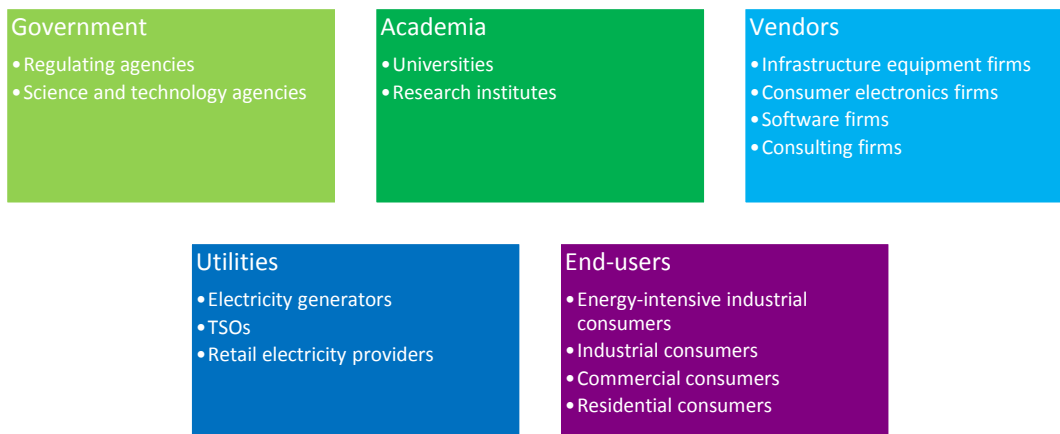 Government
•Regulating agencies
•Science and technology agencies
Academia
•Universities
•Research institutes
Vendors
•Infrastructure equipment firms
•Consumer electronics firms
•Software firms
•Consulting firms
Utilities
•Electricity generators
•TSOs
•Retail electricity providers
End-users
•Energy-intensive industrial
consumers
•Industrial consumers
•Commercial consumers
•Residential consumers